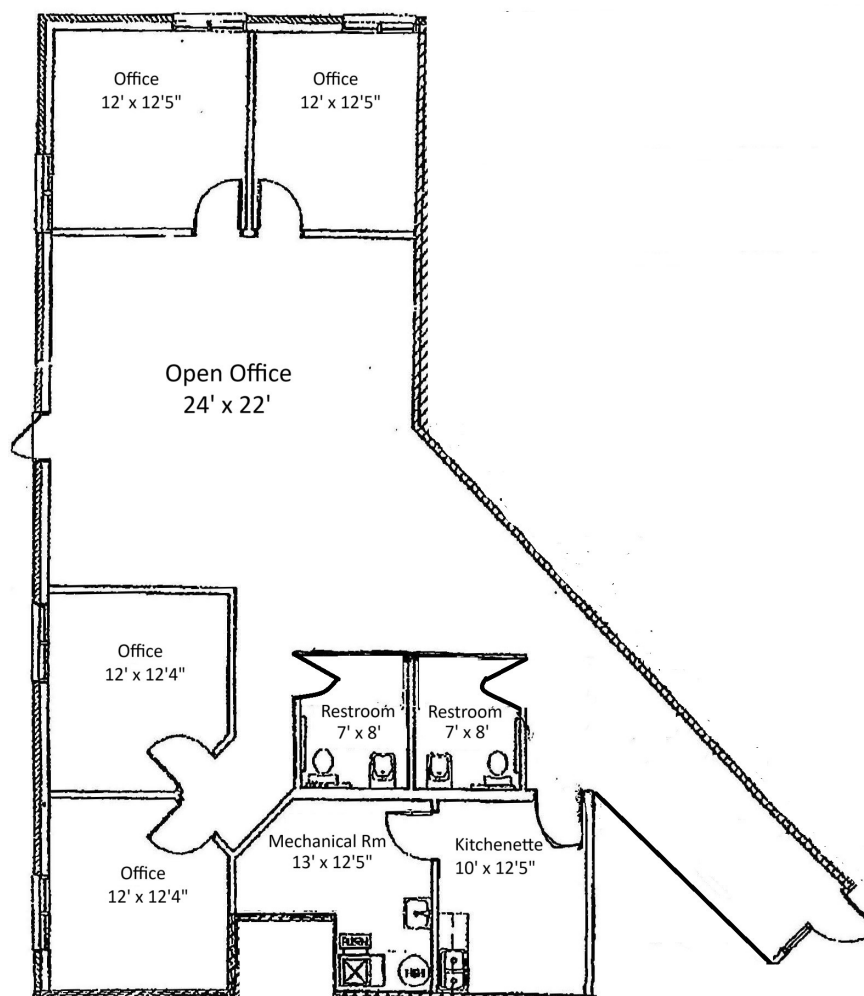 Office
12' x 12'5"
Office
12' x 12'5"
Open Office
24' x 22'
Office
12' x 12'4"
Restroom
7' x 8'
Restroom
7' x 8'
Mechanical Rm
13' x 12'5"
Kitchenette
10' x 12'5"
Office
12' x 12'4"